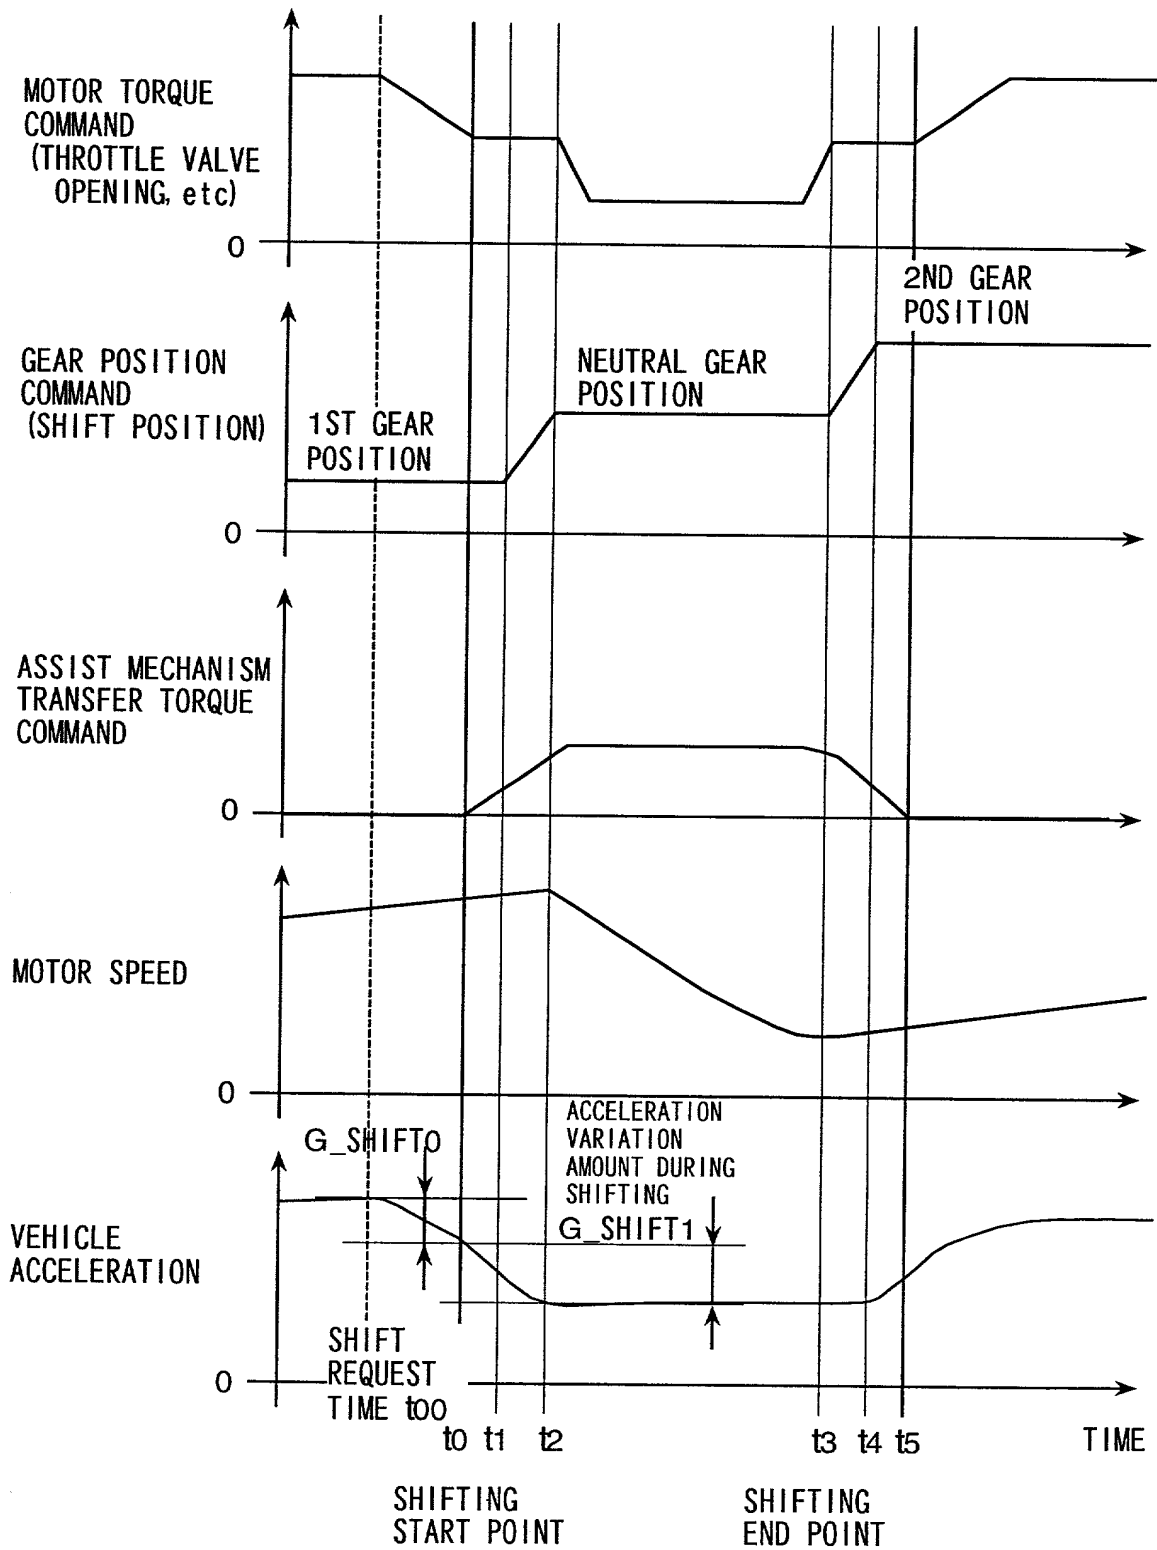 MOTOR TORQUE
COMMAND
(THROTTLE VALVE
OPENING, etc)
0
2ND GEAR
POSITION
GEAR POSITION
COMMAND
(SHIFT POSITION)
NEUTRAL GEAR
POSITION
1ST GEAR
POSITION
0
ASSIST MECHANISM
TRANSFER TORQUE
COMMAND
0
MOTOR SPEED
0
ACCELERATION
VARIATION
AMOUNT DURING
SHIFTING
G_SHIFT0
G_SHIFT1
VEHICLE
ACCELERATION
SHIFT
REQUEST
TIME t00
0
t0 t1 t2 t3 t4 t5 TIME
SHIFTING
START POINT
SHIFTING
END POINT